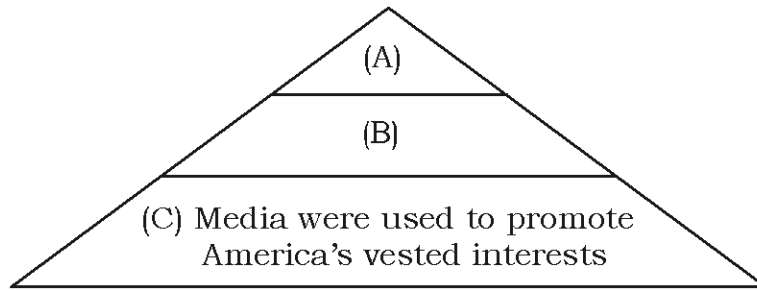 (A)
(B)
(C) Media were used to promote
America's vested interests